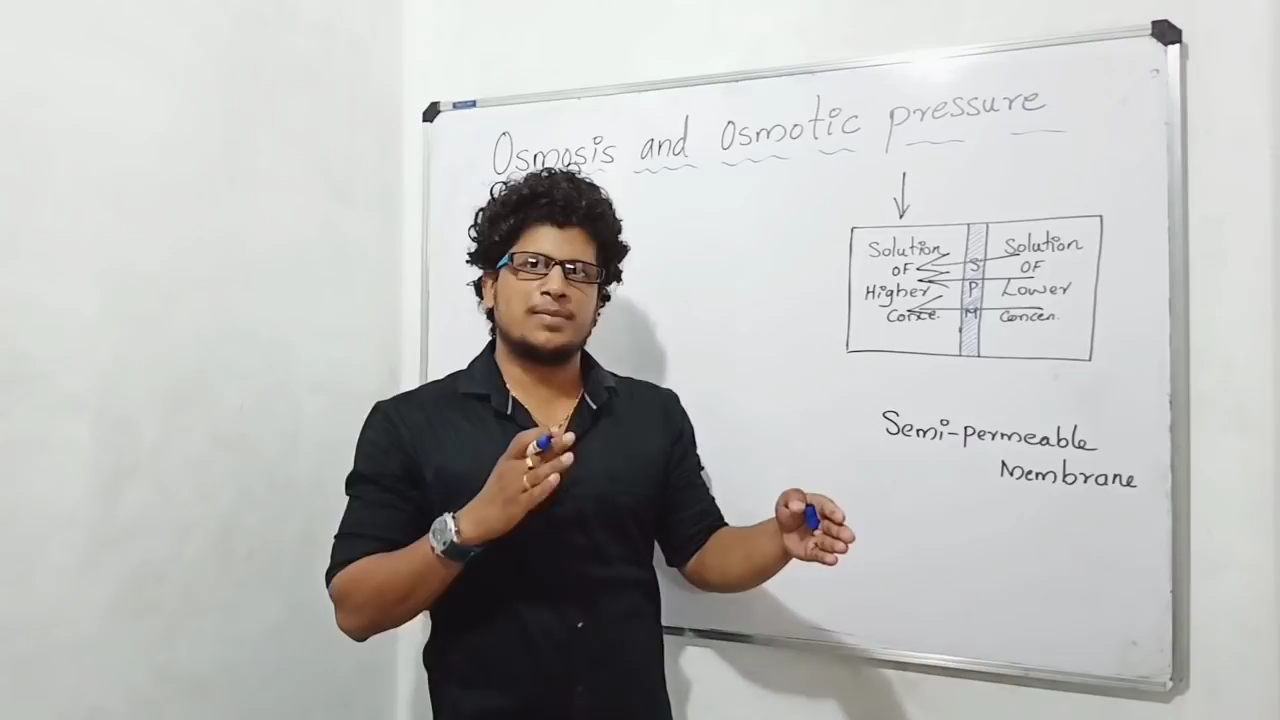 Osmosis and Osmotic pressure
Solution
OF
Higher
Conce.
S
P
M
Solution
OF
Lower
Concen.
Semi-permeable
Membrane